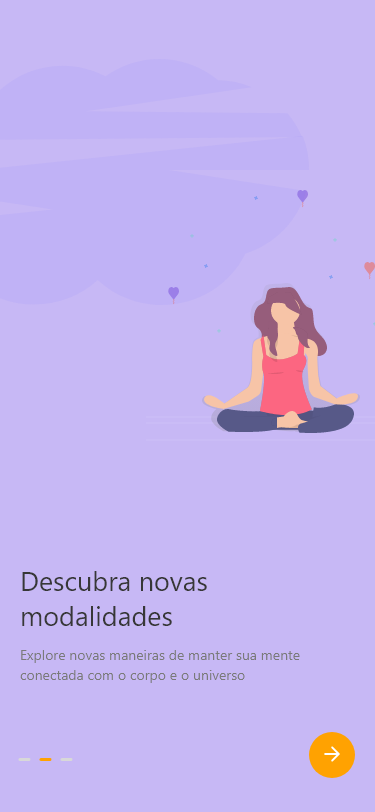 Descubra novas
modalidades
Explore novas maneiras de manter sua mente
conectada com o corpo e o universo